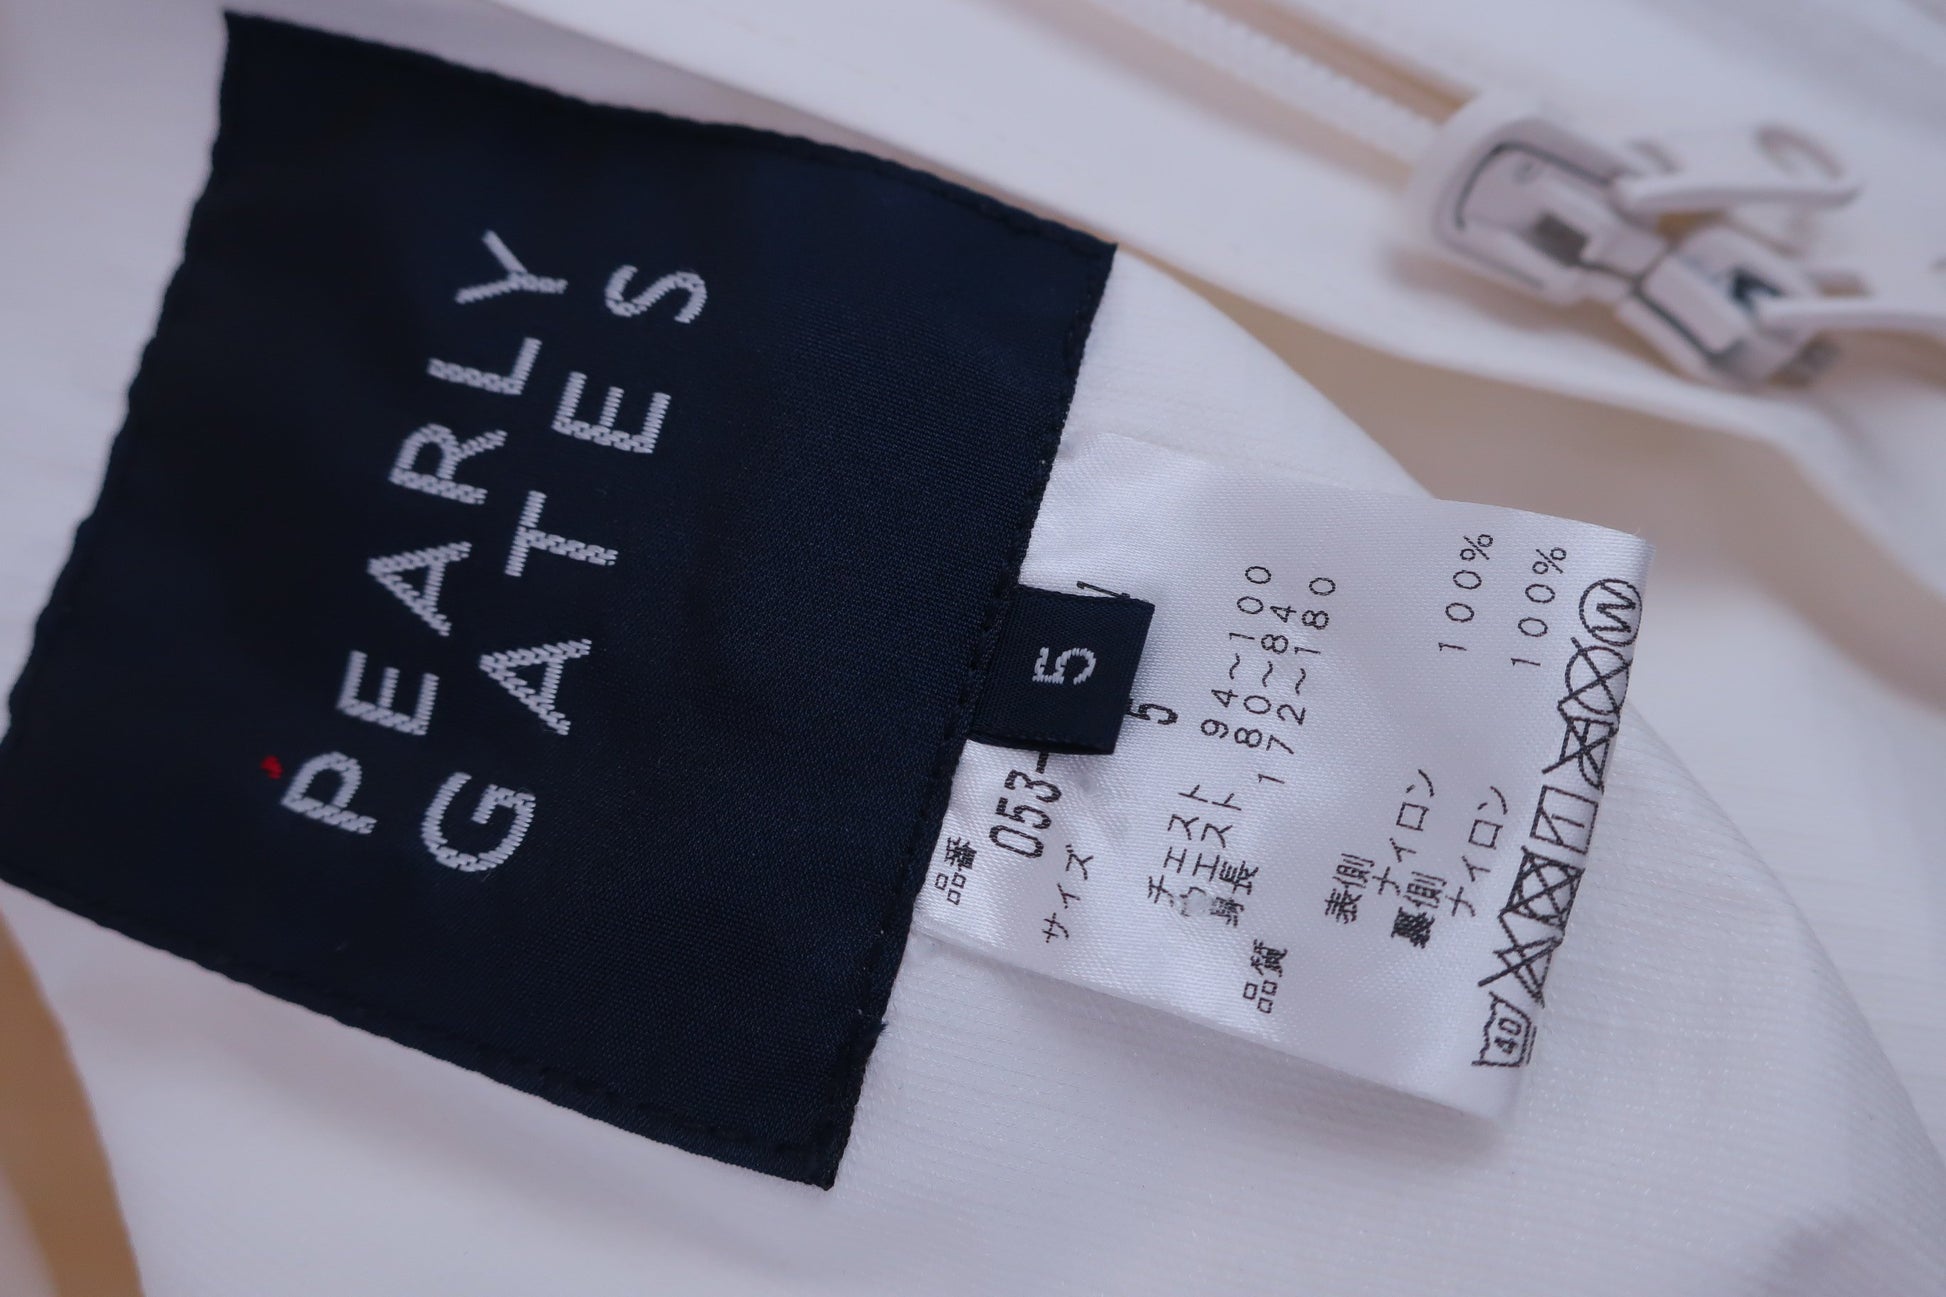 PEARLY
GATES
5
品番
053-
サイズ
5
チェスト 94〜100
ウエスト 80〜84
身長 172〜180
品質
表側
ナイロン 100%
裏側
ナイロン 100%
40
W